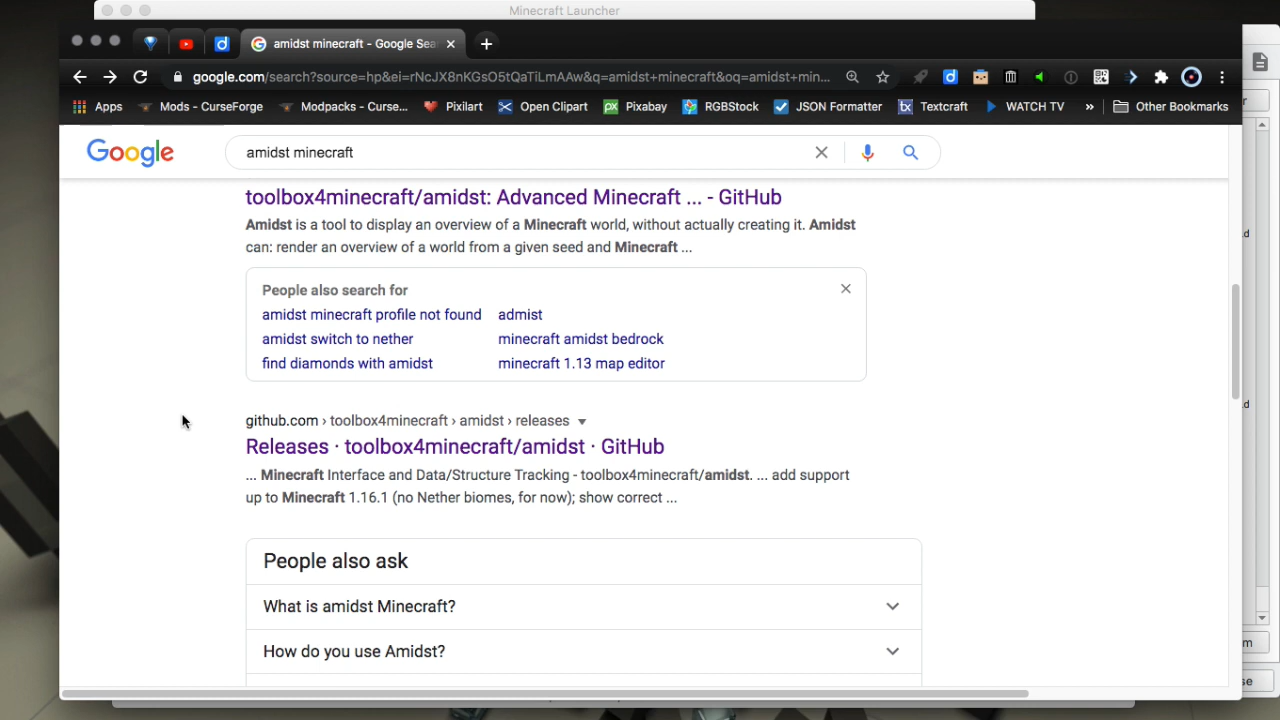 Minecraft Launcher
amidst minecraft - Google Sea
google.com/search?source=hp&ei=rNcJX8nKGsO5tQaTiLmAAw&q=amidst+minecraft&oq=amidst+min...
Apps Mods - CurseForge Modpacks - Curse... Pixilart Open Clipart Pixabay RGBStock JSON Formatter Textcraft WATCH TV » Other Bookmarks
Google amidst minecraft
toolbox4minecraft/amidst: Advanced Minecraft ... - GitHub
Amidst is a tool to display an overview of a Minecraft world, without actually creating it. Amidst
can: render an overview of a world from a given seed and Minecraft ...
People also search for
amidst minecraft profile not found admist
amidst switch to nether minecraft amidst bedrock
find diamonds with amidst minecraft 1.13 map editor
github.com › toolbox4minecraft › amidst › releases
Releases · toolbox4minecraft/amidst · GitHub
... Minecraft Interface and Data/Structure Tracking - toolbox4minecraft/amidst. ... add support
up to Minecraft 1.16.1 (no Nether biomes, for now); show correct ...
People also ask
What is amidst Minecraft?
How do you use Amidst?